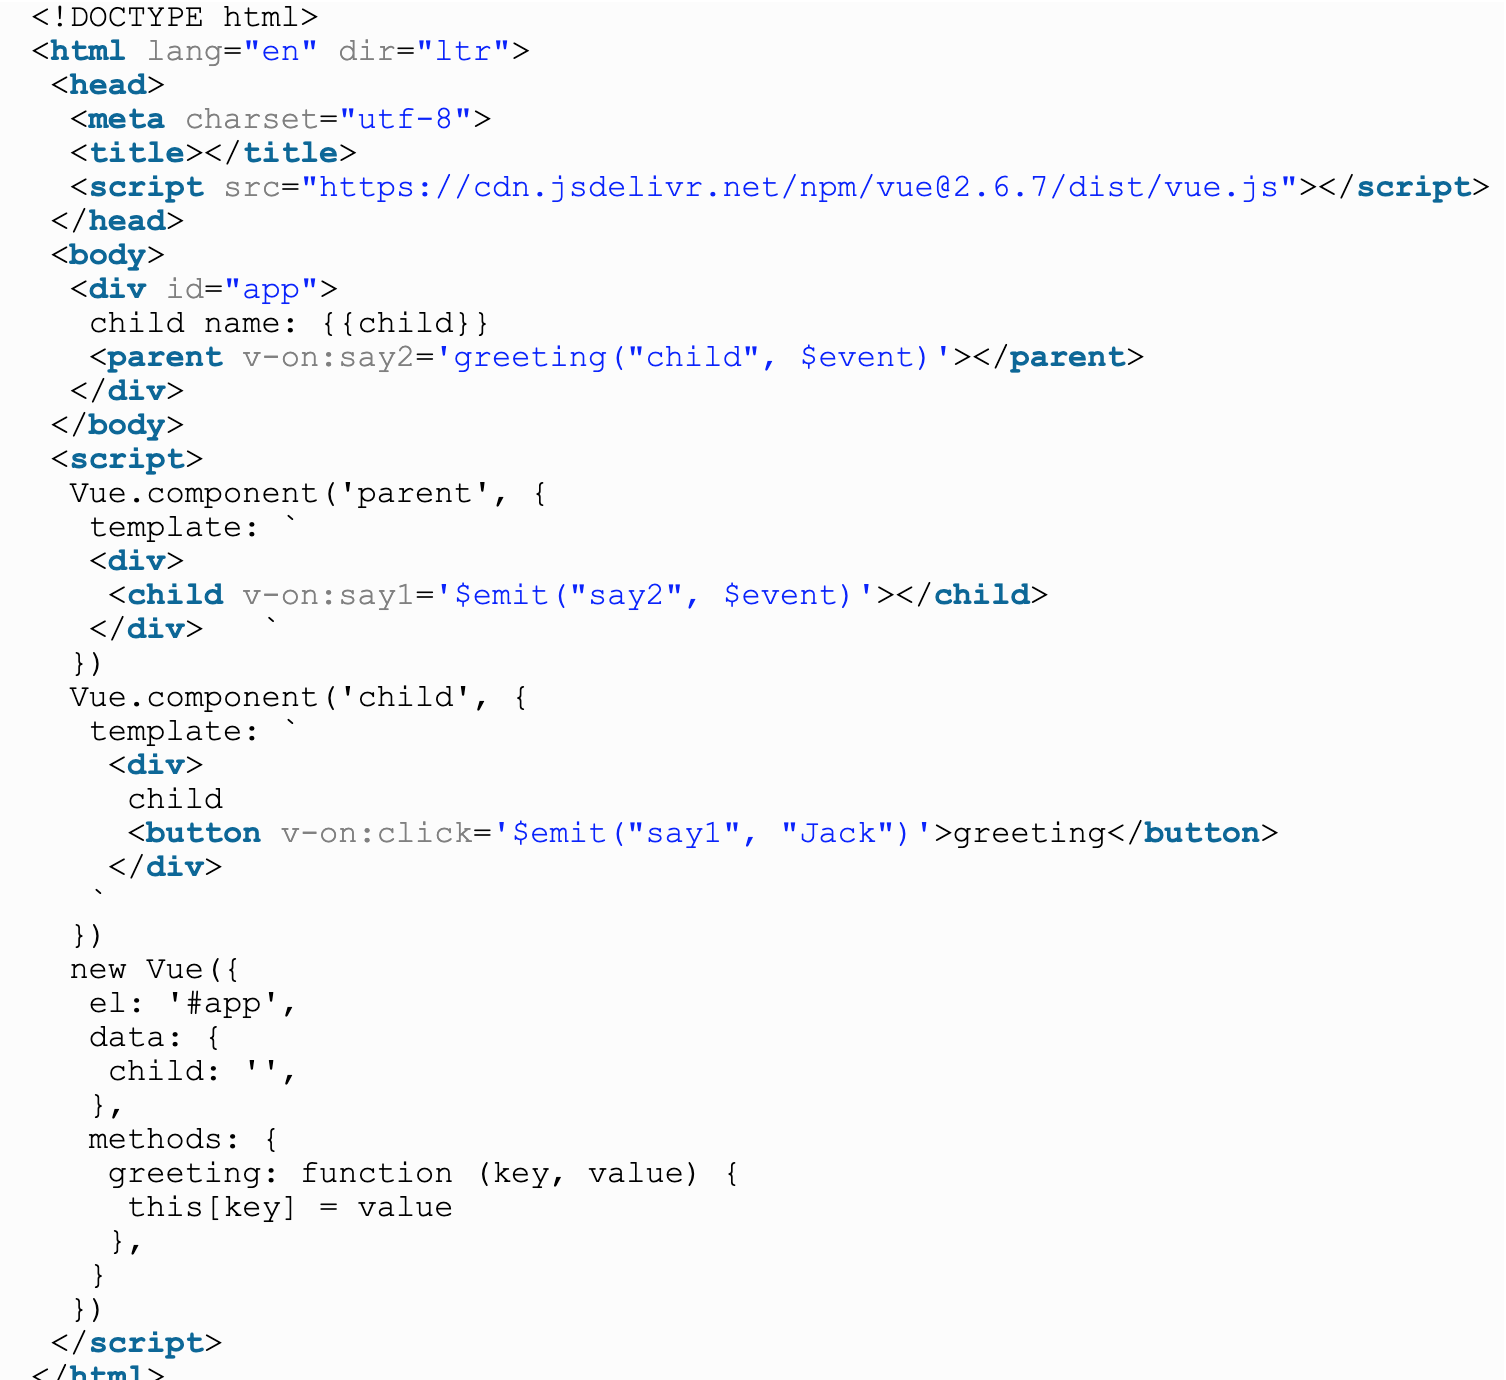 <!DOCTYPE html>
<html lang="en" dir="ltr">
 <head>
  <meta charset="utf-8">
  <title></title>
  <script src="https://cdn.jsdelivr.net/npm/vue@2.6.7/dist/vue.js"></script>
 </head>
 <body>
  <div id="app">
   child name: {{child}}
   <parent v-on:say2='greeting("child", $event)'></parent>
  </div>
 </body>
 <script>
  Vue.component('parent', {
   template: `
   <div>
    <child v-on:say1='$emit("say2", $event)'></child>
   </div>   `
  })
  Vue.component('child', {
   template: `
    <div>
     child
     <button v-on:click='$emit("say1", "Jack")'>greeting</button>
    </div>
   `
  })
  new Vue({
   el: '#app',
   data: {
    child: '',
   },
   methods: {
    greeting: function (key, value) {
     this[key] = value
    },
   }
  })
 </script>
</html>